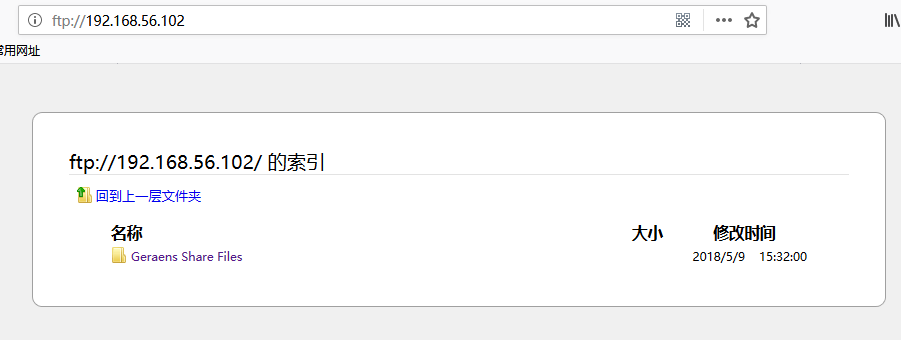 ftp://192.168.56.102
常用网址
ftp://192.168.56.102/ 的索引
回到上一层文件夹
名称 大小 修改时间
Geraens Share Files 2018/5/9 15:32:00